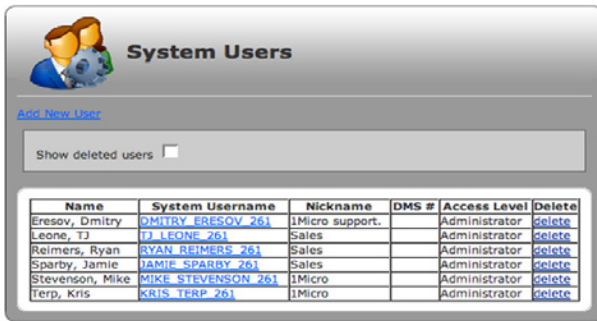 System Users
Add New User
Show deleted users
Name System Username Nickname DMS # Access Level Delete
Eresov, Dmitry DMITRY_ERESOV_261 1Micro support. Administrator delete
Leone, TJ TJ_LEONE_261 Sales Administrator delete
Reimers, Ryan RYAN_REIMERS_261 Sales Administrator delete
Sparby, Jamie JAMIE_SPARBY_261 Sales Administrator delete
Stevenson, Mike MIKE_STEVENSON_261 1Micro Administrator delete
Terp, Kris KRIS_TERP_261 1Micro Administrator delete